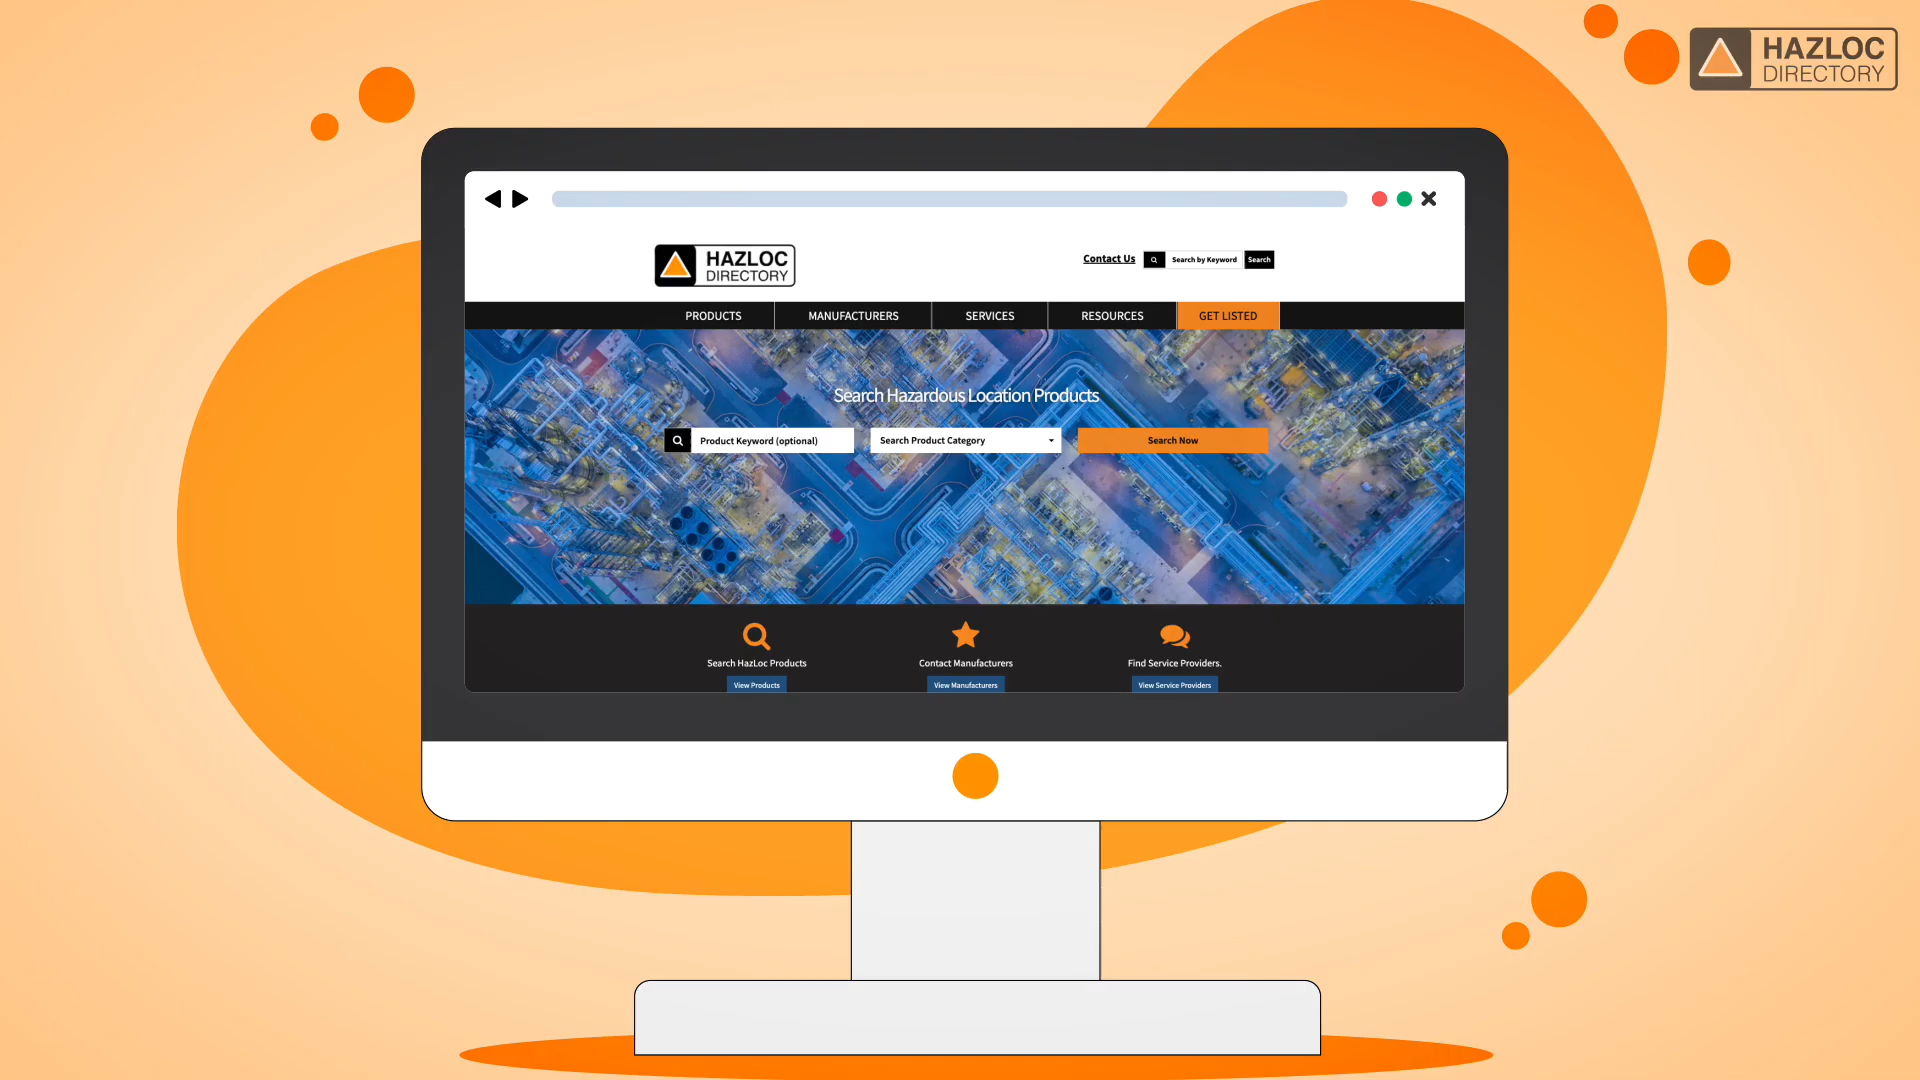 HAZLOC
DIRECTORY
HAZLOC
DIRECTORY
Contact Us
Search by Keyword
Search
PRODUCTS
MANUFACTURERS
SERVICES
RESOURCES
GET LISTED
Search Hazardous Location Products
Product Keyword (optional)
Search Product Category
Search Now
Search HazLoc Products
Contact Manufacturers
Find Service Providers.
View Products
View Manufacturers
View Service Providers